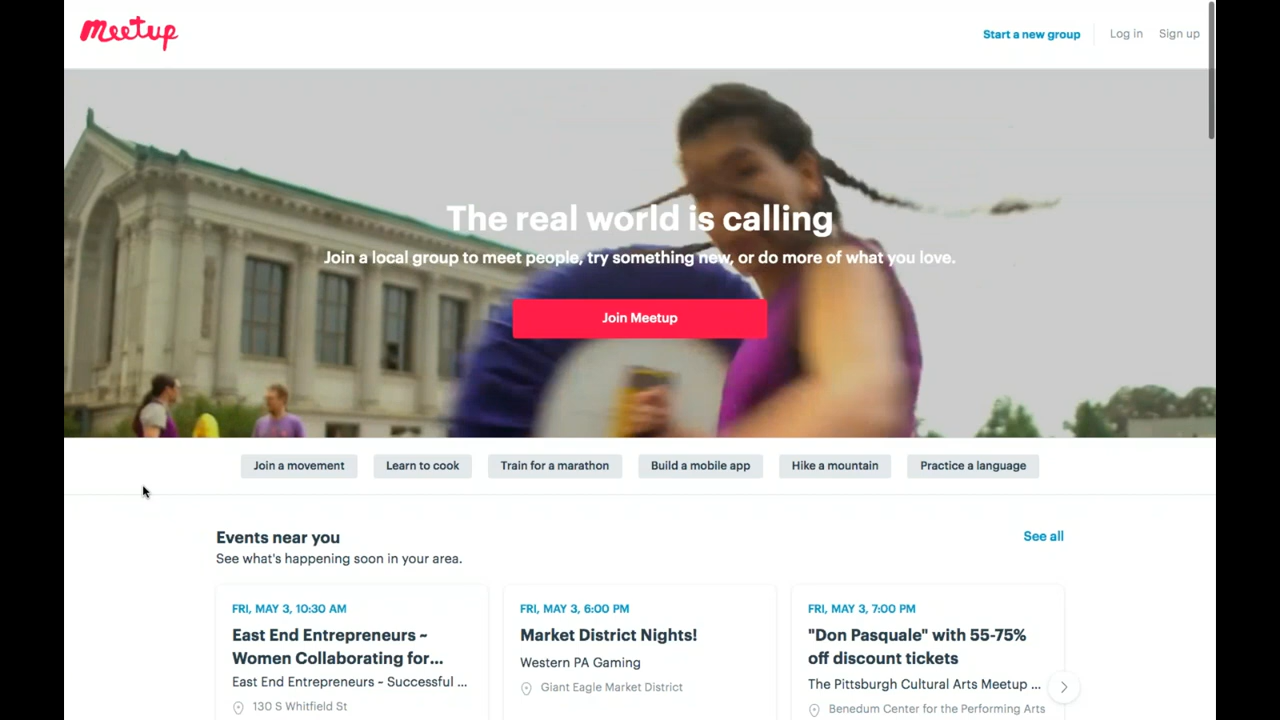 Meetup
Start a new group
Log in
Sign up
The real world is calling
Join a local group to meet people, try something new, or do more of what you love.
Join Meetup
Join a movement
Learn to cook
Train for a marathon
Build a mobile app
Hike a mountain
Practice a language
Events near you
See all
See what's happening soon in your area.
FRI, MAY 3, 10:30 AM
East End Entrepreneurs ~
Women Collaborating for...
East End Entrepreneurs ~ Successful ...
130 S Whitfield St
FRI, MAY 3, 6:00 PM
Market District Nights!
Western PA Gaming
Giant Eagle Market District
FRI, MAY 3, 7:00 PM
"Don Pasquale" with 55-75%
off discount tickets
The Pittsburgh Cultural Arts Meetup ...
Benedum Center for the Performing Arts